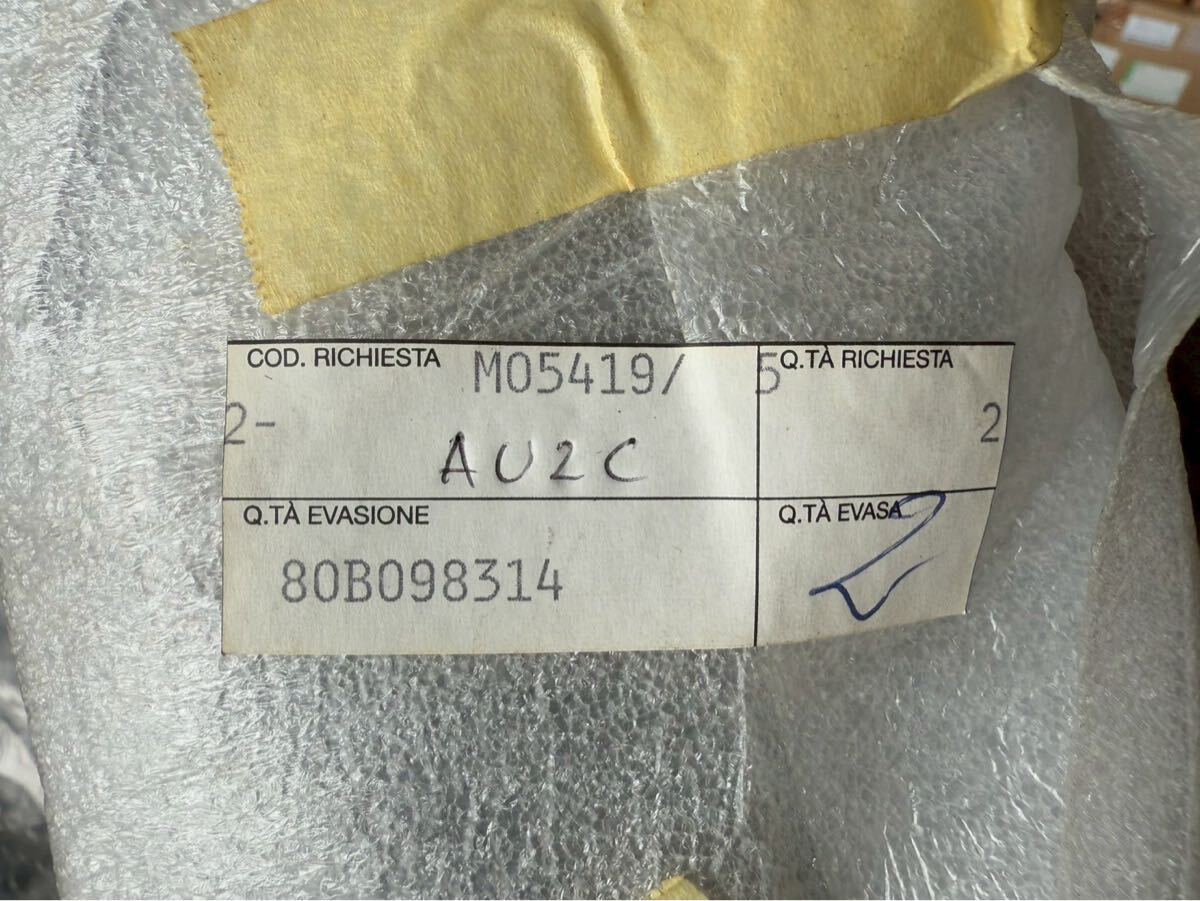 COD. RICHIESTA M05419/ 5 Q.TÀ RICHIESTA
2- 2
AU2C
Q.TÀ EVASIONE Q.TÀ EVASA
80B098314 2